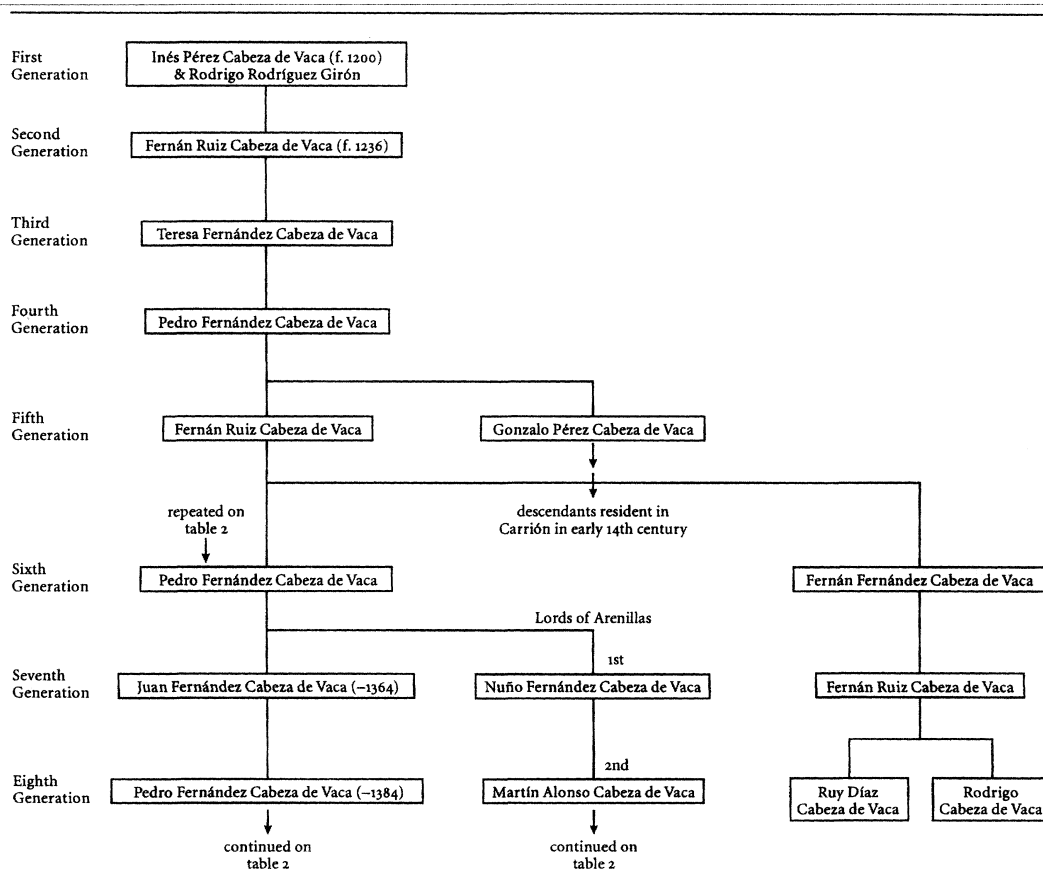 First
Generation
Inés Pérez Cabeza de Vaca (f. 1200)
& Rodrigo Rodríguez Girón
Second
Generation
Fernán Ruiz Cabeza de Vaca (f. 1236)
Third
Generation
Teresa Fernández Cabeza de Vaca
Fourth
Generation
Pedro Fernández Cabeza de Vaca
Fifth
Generation
Fernán Ruiz Cabeza de Vaca
Gonzalo Pérez Cabeza de Vaca
repeated on
table 2
descendants resident in
Carrión in early 14th century
Sixth
Generation
Pedro Fernández Cabeza de Vaca
Fernán Fernández Cabeza de Vaca
Lords of Arenillas
1st
Seventh
Generation
Juan Fernández Cabeza de Vaca (–1364)
Nuño Fernández Cabeza de Vaca
Fernán Ruiz Cabeza de Vaca
2nd
Eighth
Generation
Pedro Fernández Cabeza de Vaca (–1384)
Martín Alonso Cabeza de Vaca
Ruy Díaz
Cabeza de Vaca
Rodrigo
Cabeza de Vaca
continued on
table 2
continued on
table 2